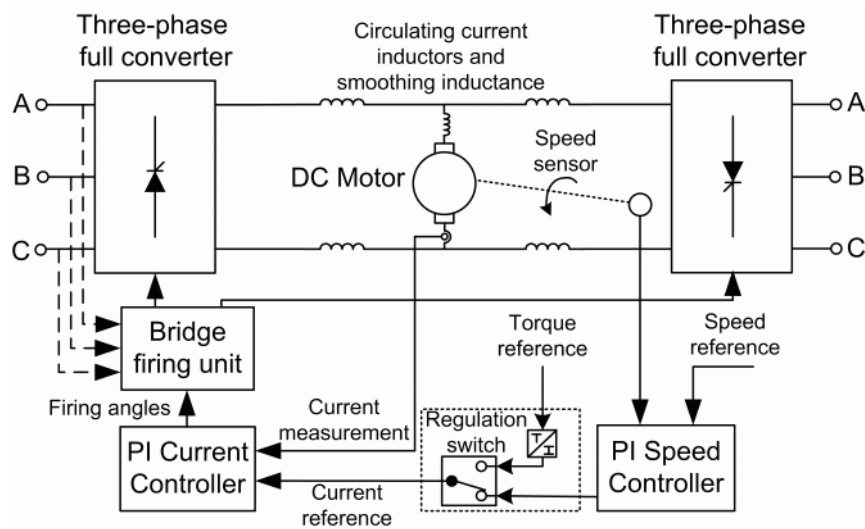 Three-phase
full converter
Circulating current
inductors and
smoothing inductance
Three-phase
full converter
A
A
B
B
C
C
DC Motor
Speed
sensor
Bridge
firing unit
Torque
reference
Speed
reference
Firing angles
Current
measurement
Regulation
switch
T
I
PI Current
Controller
PI Speed
Controller
Current
reference